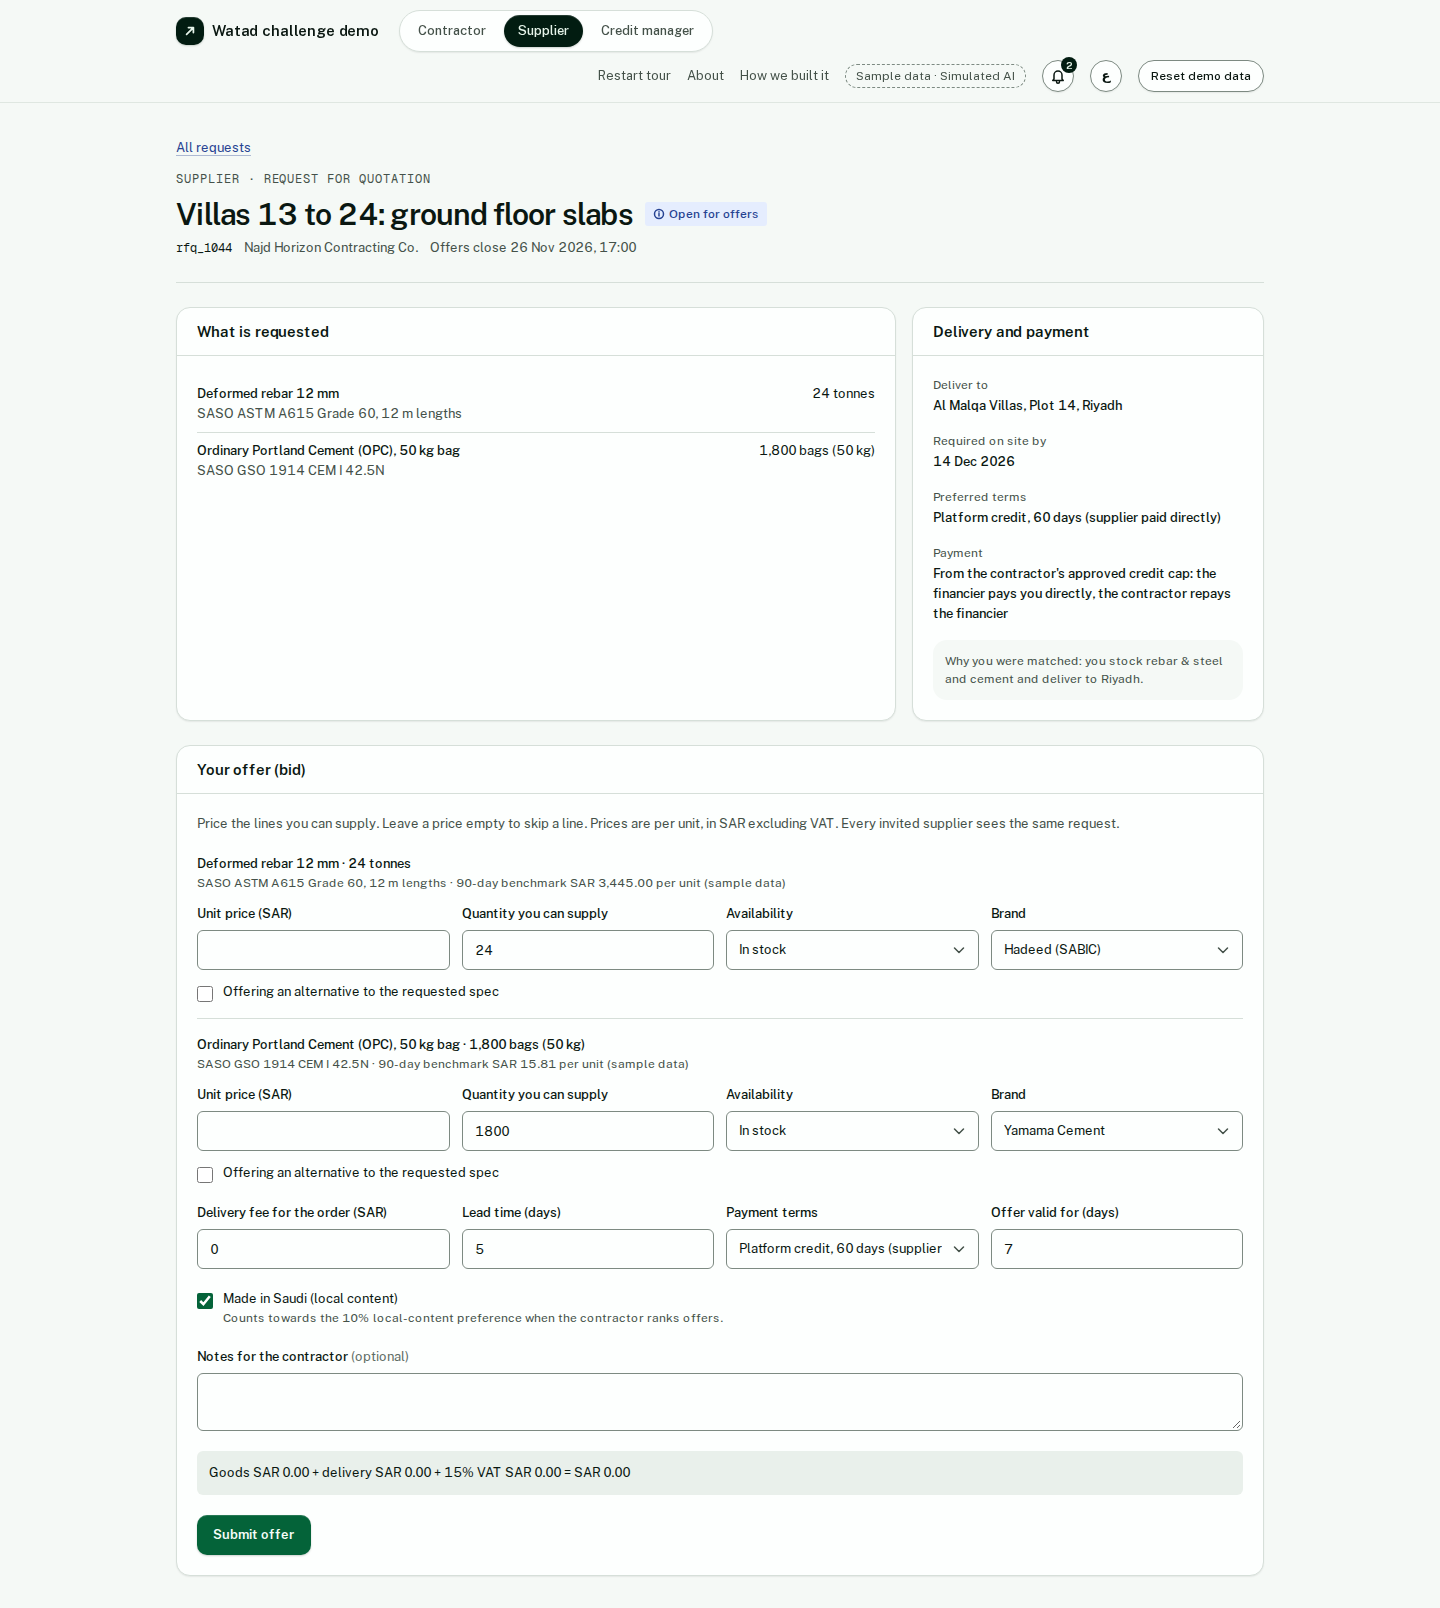 Watad challenge demo
Contractor
Supplier
Credit manager
Restart tour
About
How we built it
Sample data · Simulated AI
2
ع
Reset demo data
All requests
SUPPLIER · REQUEST FOR QUOTATION
Villas 13 to 24: ground floor slabs
Open for offers
rfq_1044 Najd Horizon Contracting Co. Offers close 26 Nov 2026, 17:00
What is requested
Deformed rebar 12 mm 24 tonnes
SASO ASTM A615 Grade 60, 12 m lengths
Ordinary Portland Cement (OPC), 50 kg bag 1,800 bags (50 kg)
SASO GSO 1914 CEM I 42.5N
Delivery and payment
Deliver to
Al Malqa Villas, Plot 14, Riyadh
Required on site by
14 Dec 2026
Preferred terms
Platform credit, 60 days (supplier paid directly)
Payment
From the contractor's approved credit cap: the
financier pays you directly, the contractor repays
the financier
Why you were matched: you stock rebar & steel
and cement and deliver to Riyadh.
Your offer (bid)
Price the lines you can supply. Leave a price empty to skip a line. Prices are per unit, in SAR excluding VAT. Every invited supplier sees the same request.
Deformed rebar 12 mm · 24 tonnes
SASO ASTM A615 Grade 60, 12 m lengths · 90-day benchmark SAR 3,445.00 per unit (sample data)
Unit price (SAR) Quantity you can supply Availability Brand
24 In stock Hadeed (SABIC)
Offering an alternative to the requested spec
Ordinary Portland Cement (OPC), 50 kg bag · 1,800 bags (50 kg)
SASO GSO 1914 CEM I 42.5N · 90-day benchmark SAR 15.81 per unit (sample data)
Unit price (SAR) Quantity you can supply Availability Brand
1800 In stock Yamama Cement
Offering an alternative to the requested spec
Delivery fee for the order (SAR) Lead time (days) Payment terms Offer valid for (days)
0 5 Platform credit, 60 days (supplier 7
Made in Saudi (local content)
Counts towards the 10% local-content preference when the contractor ranks offers.
Notes for the contractor (optional)
Goods SAR 0.00 + delivery SAR 0.00 + 15% VAT SAR 0.00 = SAR 0.00
Submit offer